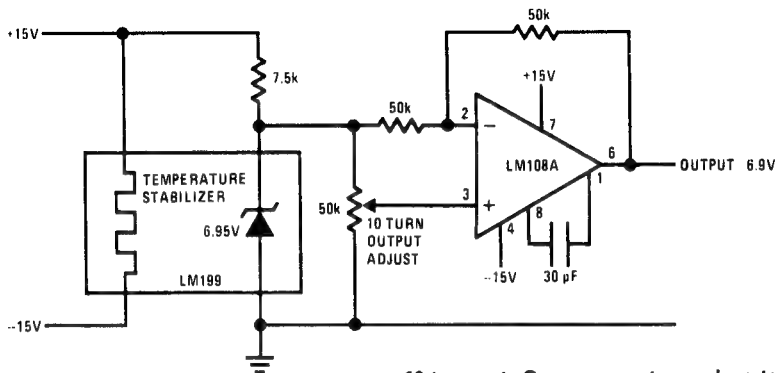 50k
+15V
7.5k
+15V
50k
2
7
6
LM108A
OUTPUT 6.9V
1
TEMPERATURE
STABILIZER
50k
3
10 TURN
OUTPUT
ADJUST
8
4
6.95V
--15V
30 pF
LM199
--15V